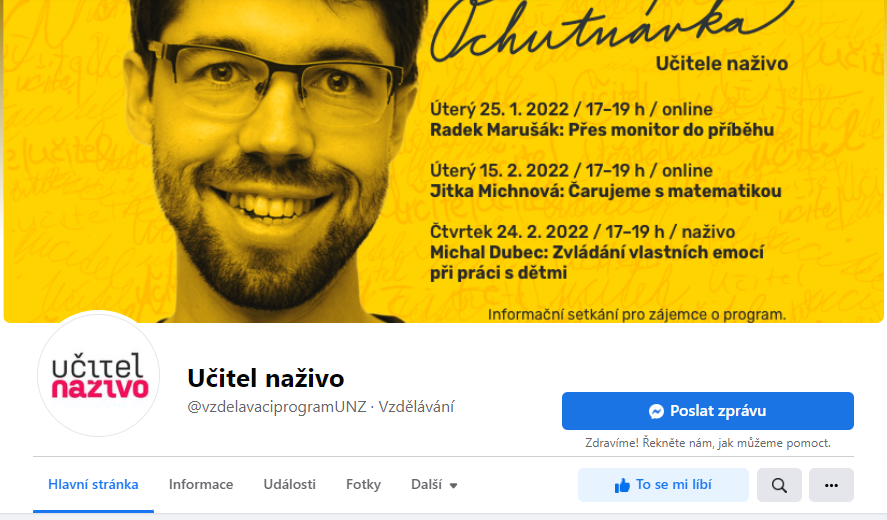 Ochutnávka
Učitele naživo
Úterý 25. 1. 2022 / 17–19 h / online
Radek Marušák: Přes monitor do příběhu
Úterý 15. 2. 2022 / 17–19 h / online
Jitka Michnová: Čarujeme s matematikou
Čtvrtek 24. 2. 2022 / 17–19 h / naživo
Michal Dubec: Zvládání vlastních emocí
při práci s dětmi
Informační setkání pro zájemce o program.
učitel
naživo
Učitel naživo
@vzdelavaciprogramUNZ · Vzdělávání
Poslat zprávu
Zdravíme! Řekněte nám, jak můžeme pomoct.
Hlavní stránka
Informace
Události
Fotky
Další
To se mi líbí